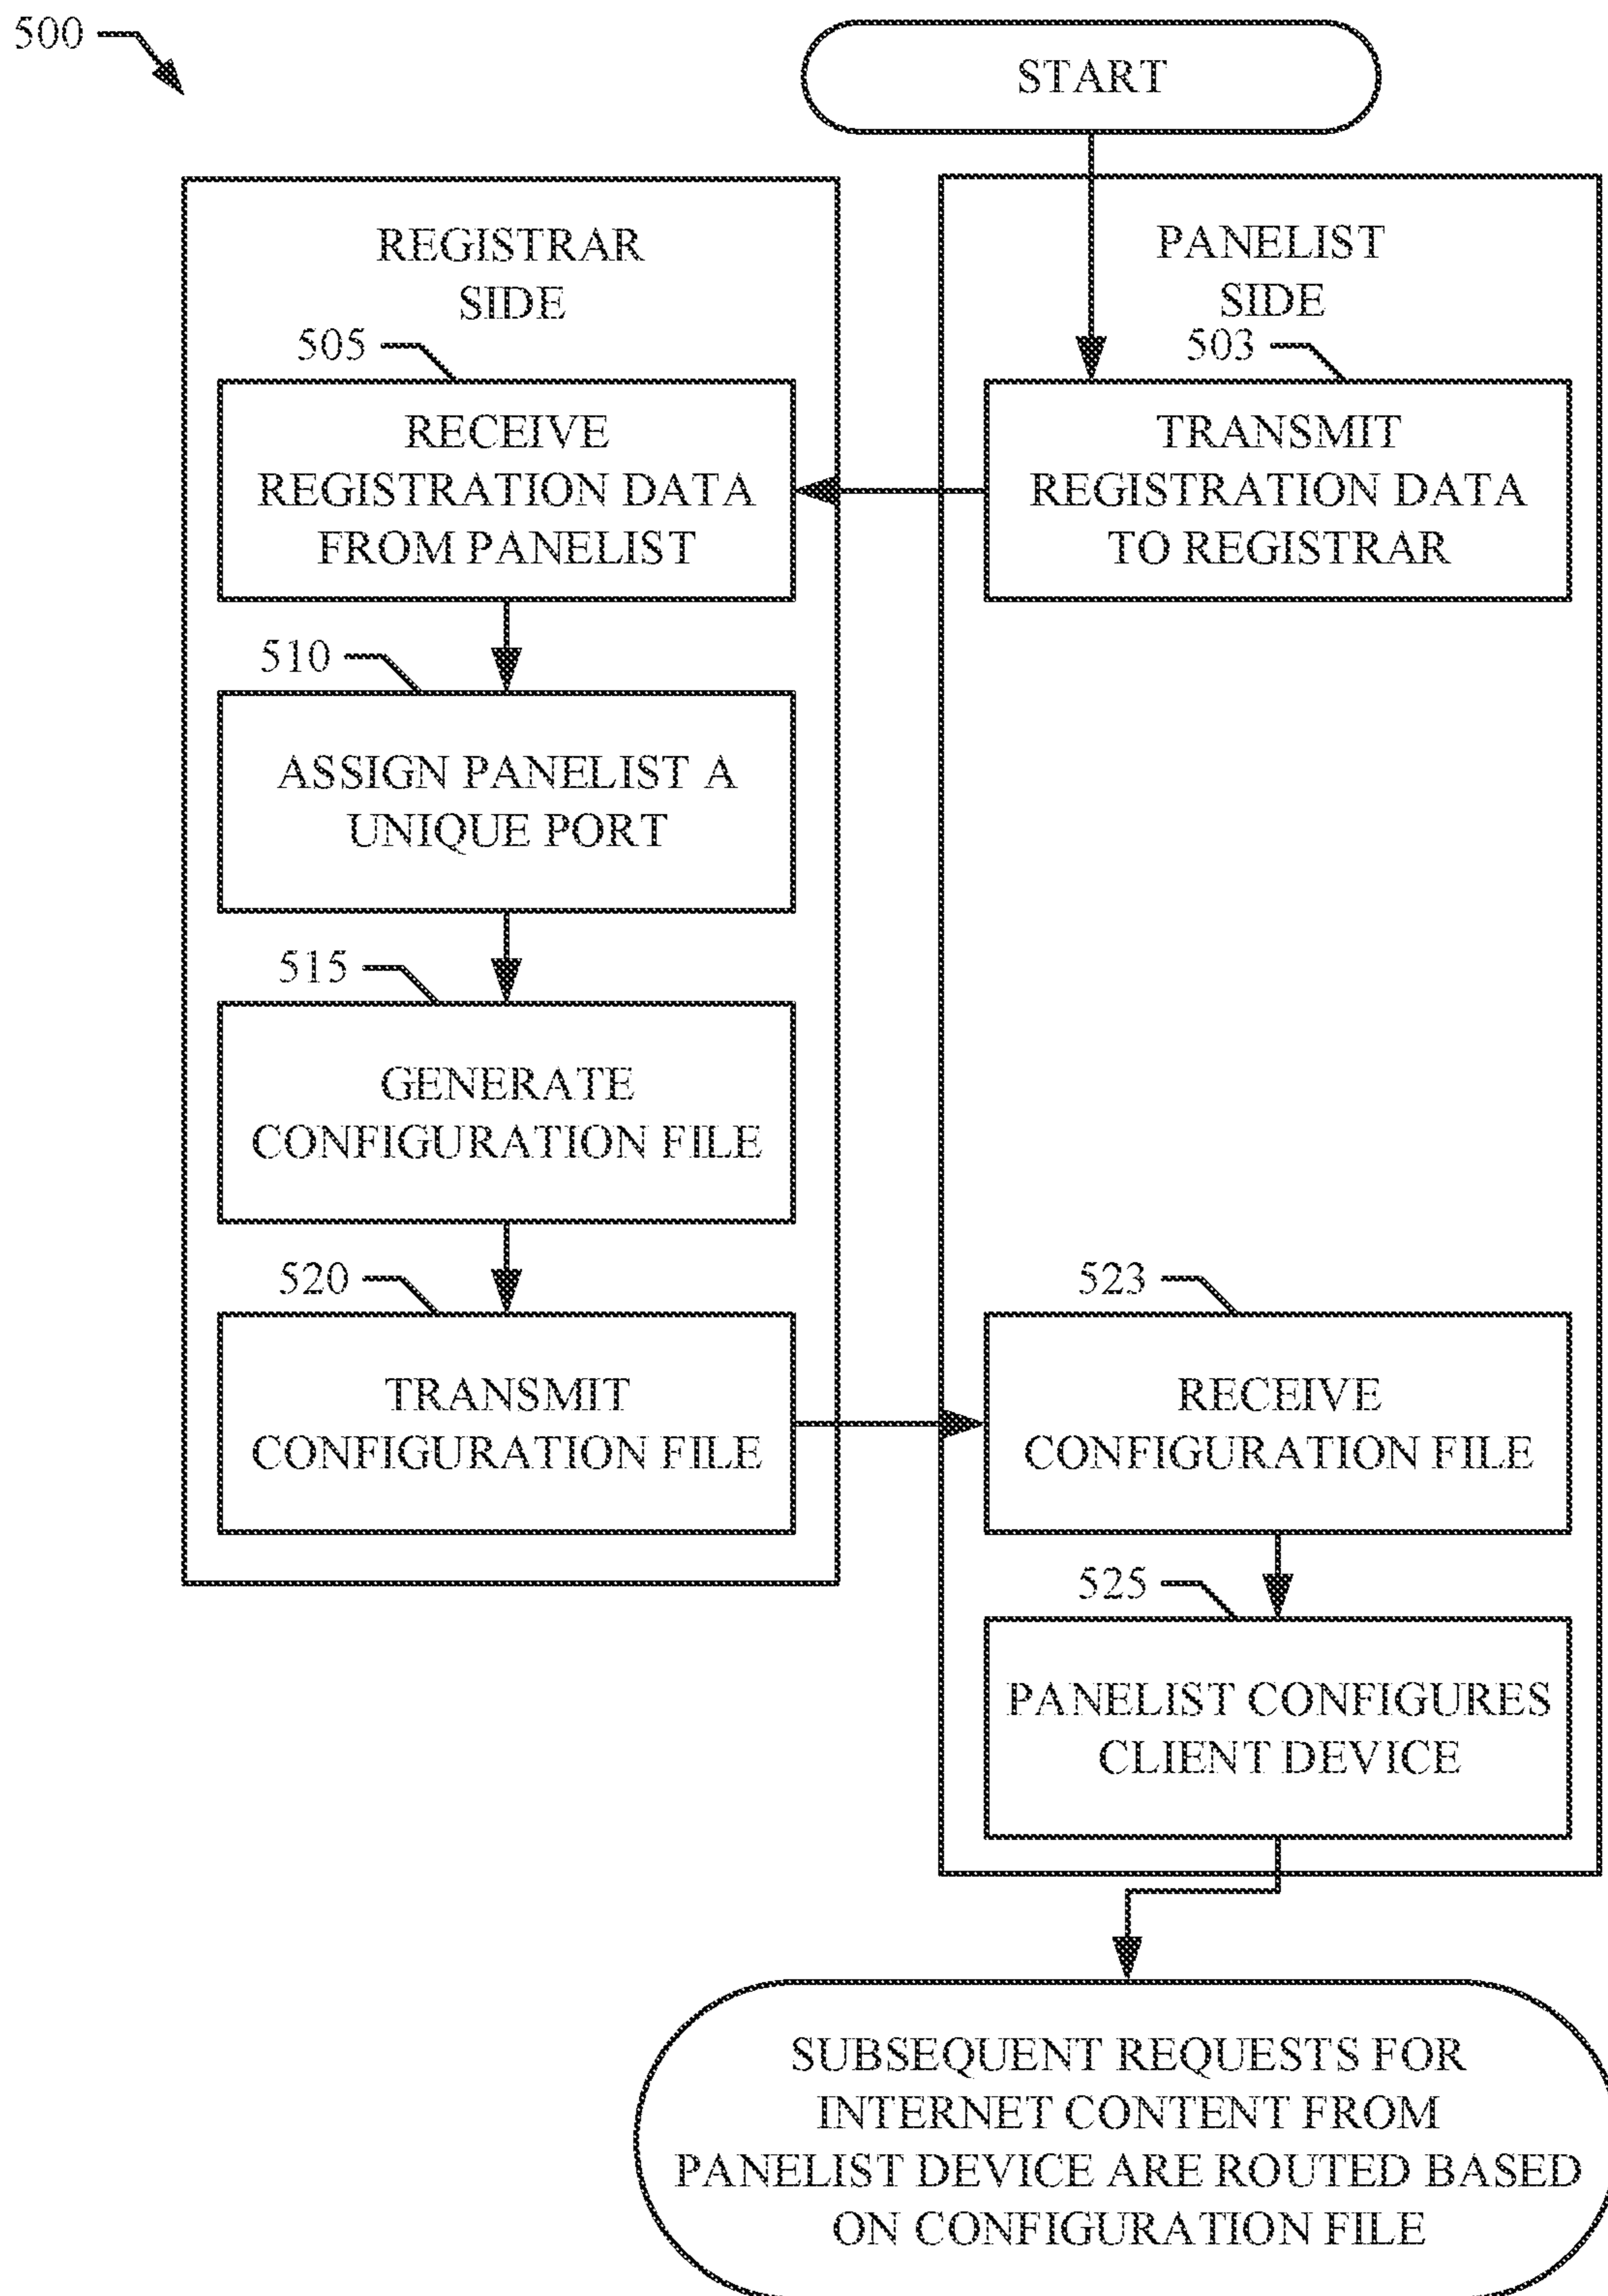 500
START
REGISTRAR
SIDE
PANELIST
SIDE
505
RECEIVE
REGISTRATION DATA
FROM PANELIST
503
TRANSMIT
REGISTRATION DATA
TO REGISTRAR
510
ASSIGN PANELIST A
UNIQUE PORT
515
GENERATE
CONFIGURATION FILE
520
TRANSMIT
CONFIGURATION FILE
523
RECEIVE
CONFIGURATION FILE
525
PANELIST CONFIGURES
CLIENT DEVICE
SUBSEQUENT REQUESTS FOR
INTERNET CONTENT FROM
PANELIST DEVICE ARE ROUTED BASED
ON CONFIGURATION FILE